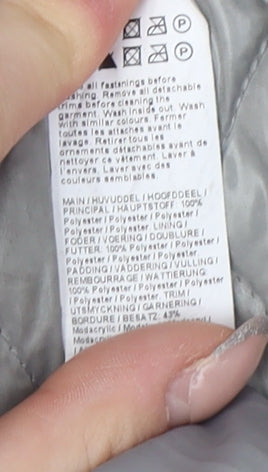 all fastenings before
washing. Remove all detachable
trims before cleaning the
garment. Wash inside out. Wash
with similar colours. Fermer
toutes les attaches avant le
lavage. Retirer tous les
ornements détachables avant de
nettoyer ce vêtement. Laver à
l'envers. Laver avec des
couleurs semblables.
MAIN / HUVUDDEL / HOOFDDEEL /
PRINCIPAL / HAUPTSTOFF: 100%
Polyester / Polyester / Polyester /
Polyester / Polyester. LINING /
FODER / VOERING / DOUBLURE /
FUTTER: 100% Polyester / Polyester /
Polyester / Polyester / Polyester.
PADDING / VADDERING / VULLING /
REMBOURRAGE / WATTIERUNG:
100% Polyester / Polyester / Polyester
/ Polyester / Polyester. TRIM /
UTSMYCKNING / GARNERING /
BORDURE / BESATZ: 43%
Modacrylic /